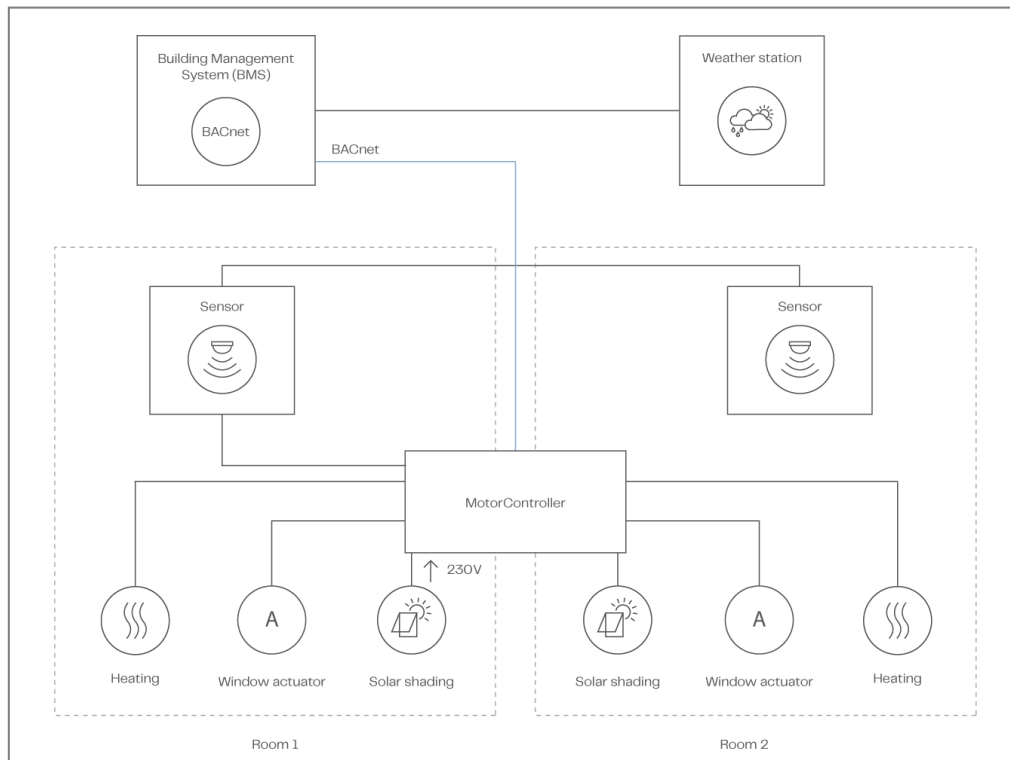 Building Management
System (BMS)
BACnet
Weather station
BACnet
Sensor
Sensor
MotorController
230V
A
A
Heating
Window actuator
Solar shading
Solar shading
Window actuator
Heating
Room 1
Room 2